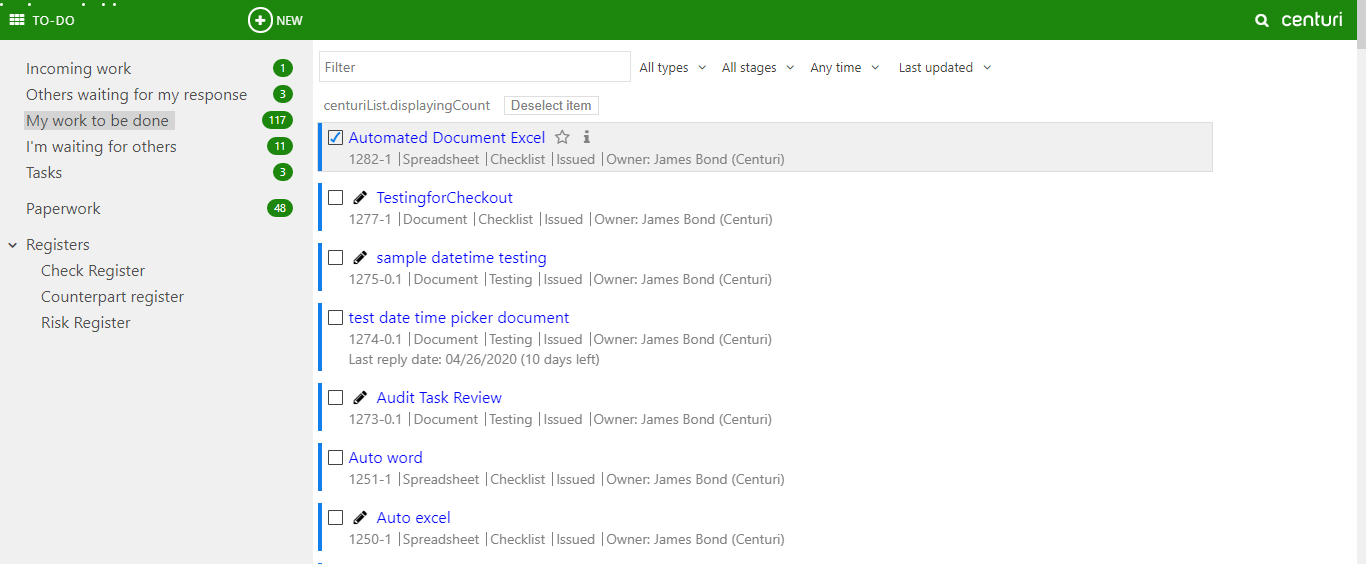 TO-DO
NEW
centuri
Incoming work 1
Others waiting for my response 3
My work to be done 117
I'm waiting for others 11
Tasks 3
Paperwork 48
Registers
Check Register
Counterpart register
Risk Register
Filter All types All stages Any time Last updated
centuriList.displayingCount Deselect item
Automated Document Excel
1282-1 |Spreadsheet |Checklist |Issued |Owner: James Bond (Centuri)
TestingforCheckout
1277-1 |Document |Checklist |Issued |Owner: James Bond (Centuri)
sample datetime testing
1275-0.1 |Document |Testing |Issued |Owner: James Bond (Centuri)
test date time picker document
1274-0.1 |Document |Testing |Issued |Owner: James Bond (Centuri)
Last reply date: 04/26/2020 (10 days left)
Audit Task Review
1273-0.1 |Document |Testing |Issued |Owner: James Bond (Centuri)
Auto word
1251-1 |Spreadsheet |Checklist |Issued |Owner: James Bond (Centuri)
Auto excel
1250-1 |Spreadsheet |Checklist |Issued |Owner: James Bond (Centuri)